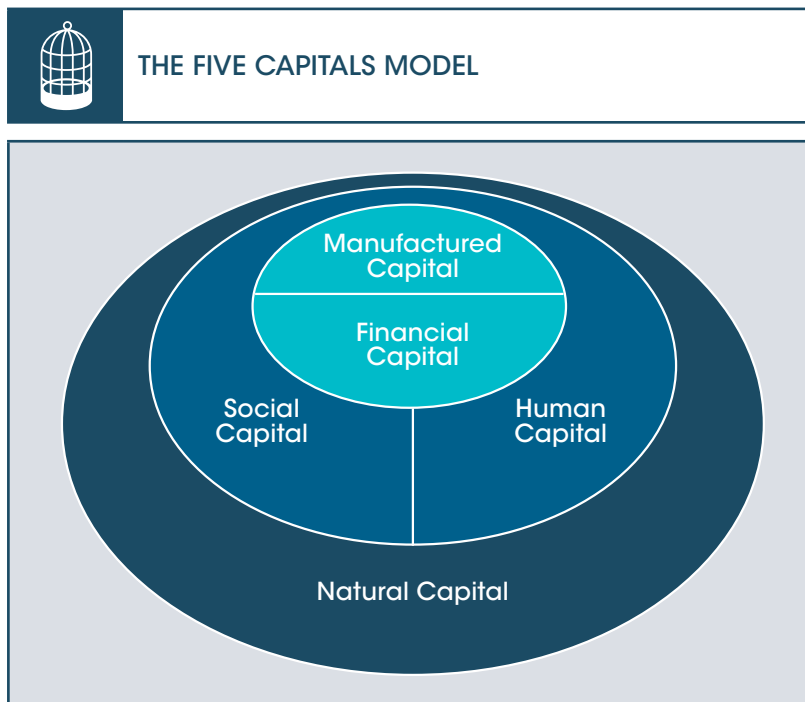 THE FIVE CAPITALS MODEL
Manufactured
Capital
Financial
Capital
Social
Capital
Human
Capital
Natural Capital